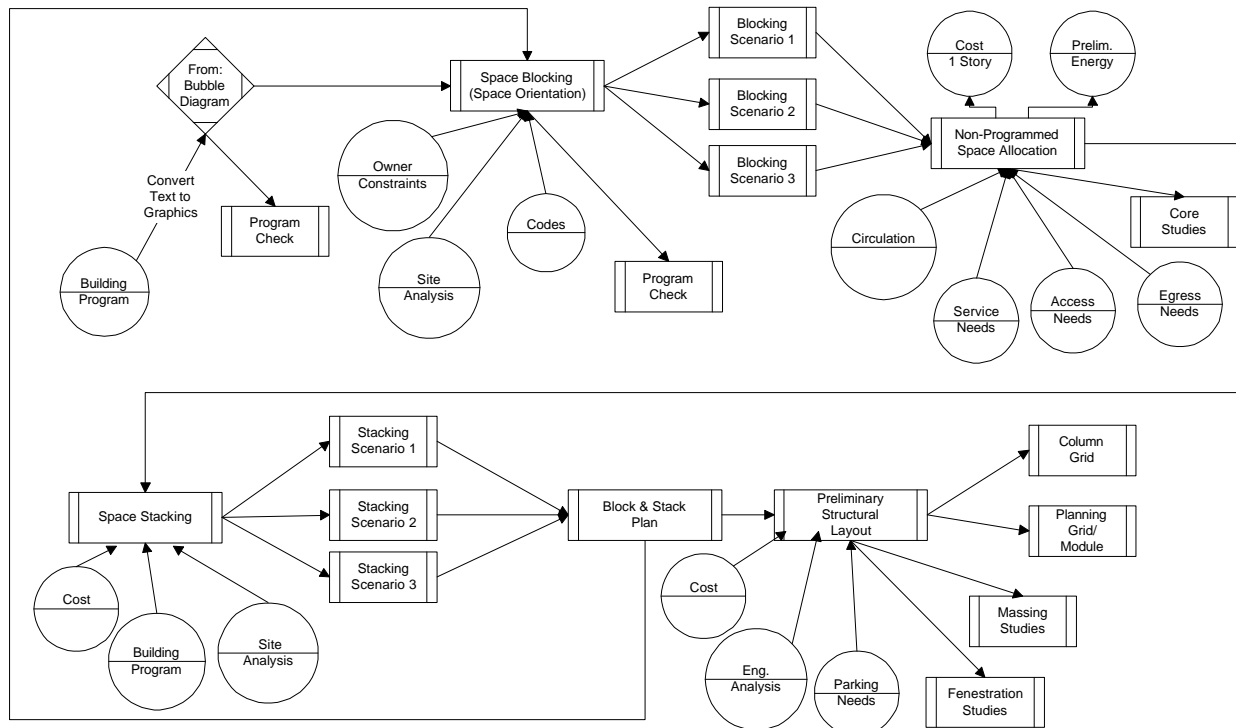 From:
Bubble
Diagram
Convert
Text to
Graphics
Building
Program
Program
Check
Space Blocking
(Space Orientation)
Owner
Constraints
Site
Analysis
Codes
Program
Check
Blocking
Scenario 1
Blocking
Scenario 2
Blocking
Scenario 3
Cost
1 Story
Prelim.
Energy
Non-Programmed
Space Allocation
Circulation
Service
Needs
Access
Needs
Egress
Needs
Core
Studies
Space Stacking
Cost
Building
Program
Site
Analysis
Stacking
Scenario 1
Stacking
Scenario 2
Stacking
Scenario 3
Block & Stack
Plan
Preliminary
Structural
Layout
Cost
Eng.
Analysis
Parking
Needs
Column
Grid
Planning
Grid/
Module
Massing
Studies
Fenestration
Studies